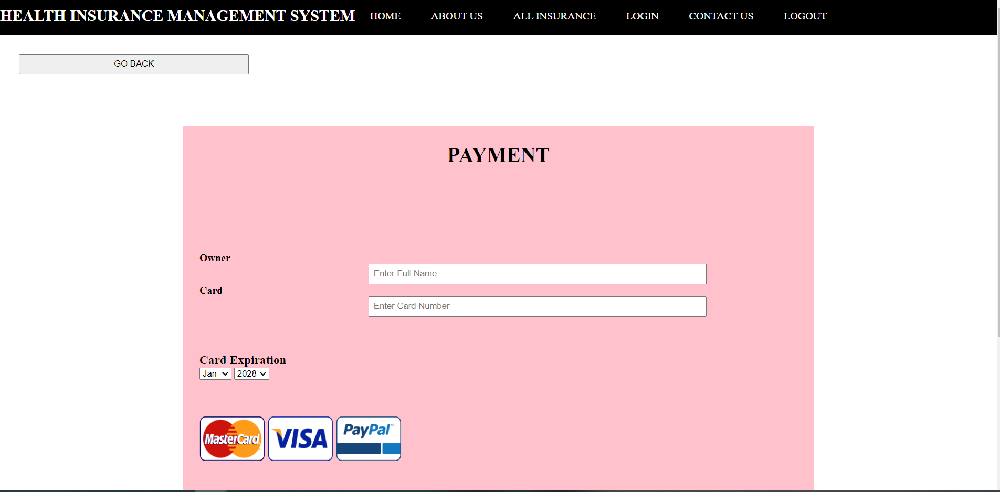 HEALTH INSURANCE MANAGEMENT SYSTEM HOME ABOUT US ALL INSURANCE LOGIN CONTACT US LOGOUT
GO BACK
PAYMENT
Owner
Enter Full Name
Card
Enter Card Number
Card Expiration
Jan 2028
MasterCard VISA PayPal